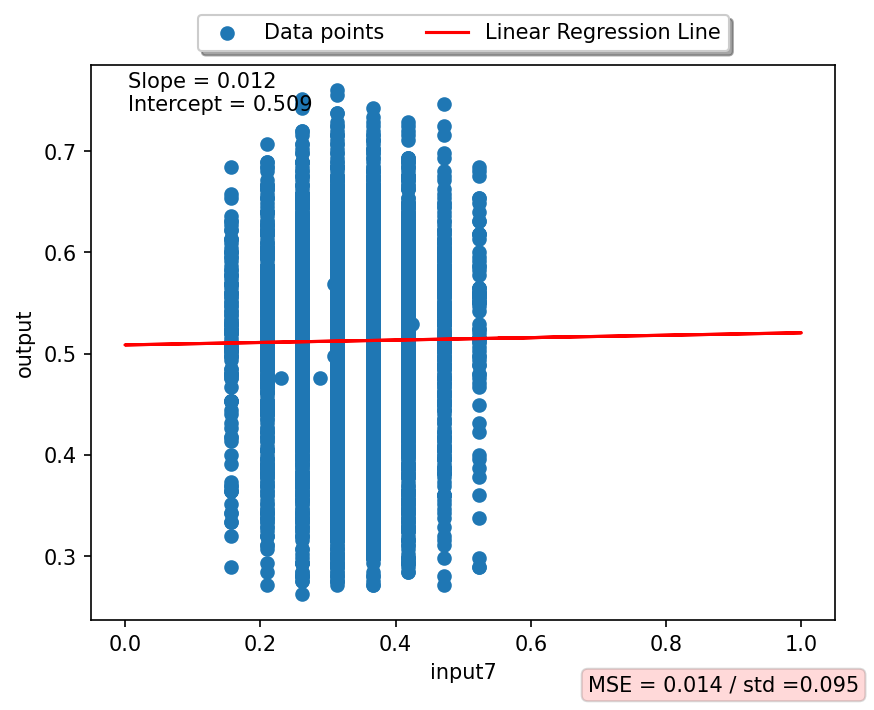 Data points
Linear Regression Line
Slope = 0.012
Intercept = 0.509
output
0.7
0.6
0.5
0.4
0.3
0.0 0.2 0.4 0.6 0.8 1.0
input7
MSE = 0.014 / std =0.095